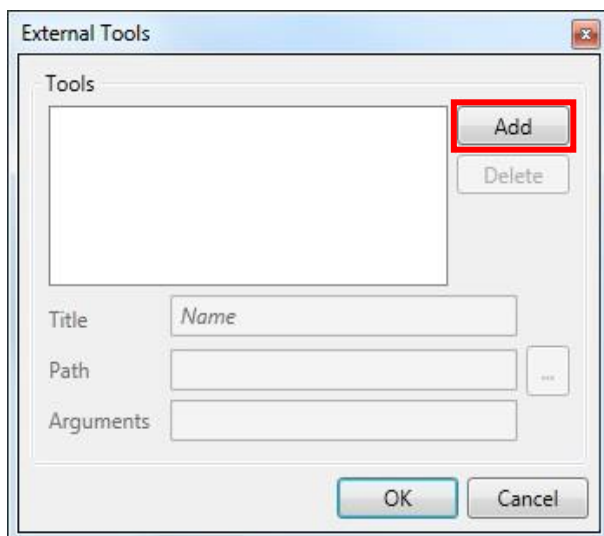 External Tools
x
Tools
Add
Delete
Title
Name
Path
...
Arguments
OK
Cancel